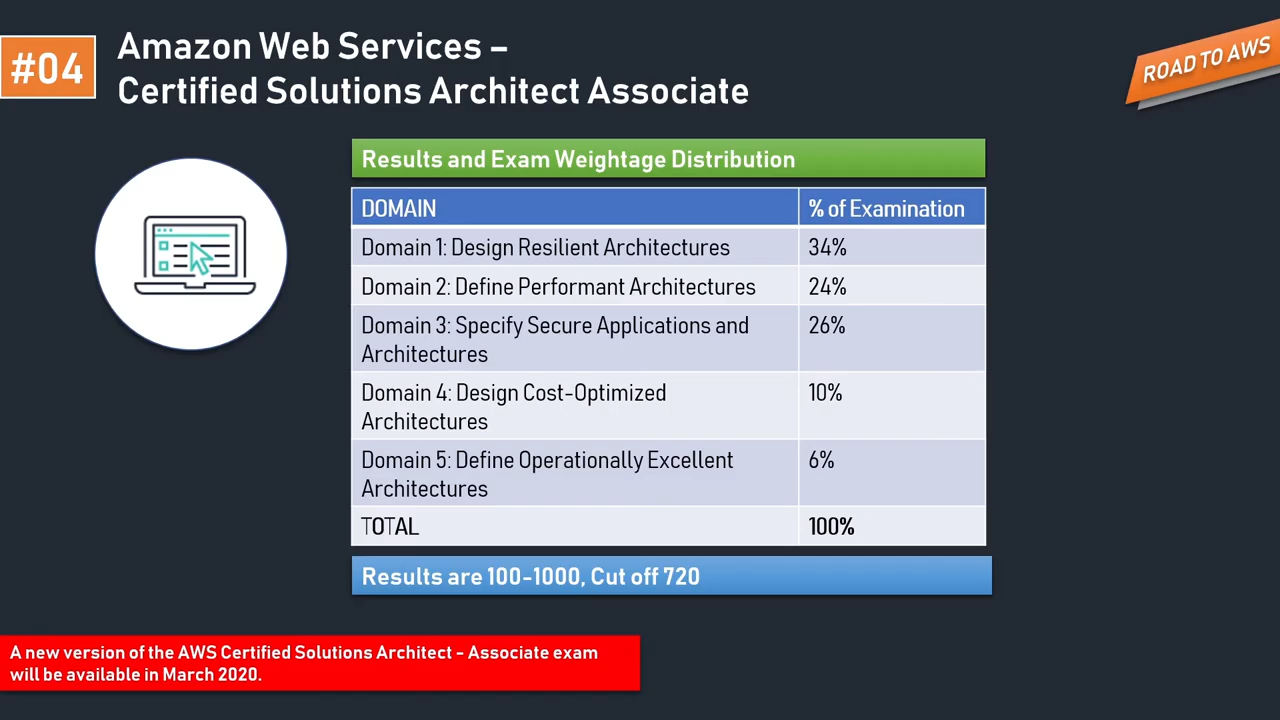 #04
Amazon Web Services –
Certified Solutions Architect Associate
ROAD TO AWS
Results and Exam Weightage Distribution
DOMAIN % of Examination
Domain 1: Design Resilient Architectures 34%
Domain 2: Define Performant Architectures 24%
Domain 3: Specify Secure Applications and 26%
Architectures
Domain 4: Design Cost-Optimized 10%
Architectures
Domain 5: Define Operationally Excellent 6%
Architectures
TOTAL 100%
Results are 100-1000, Cut off 720
A new version of the AWS Certified Solutions Architect - Associate exam
will be available in March 2020.